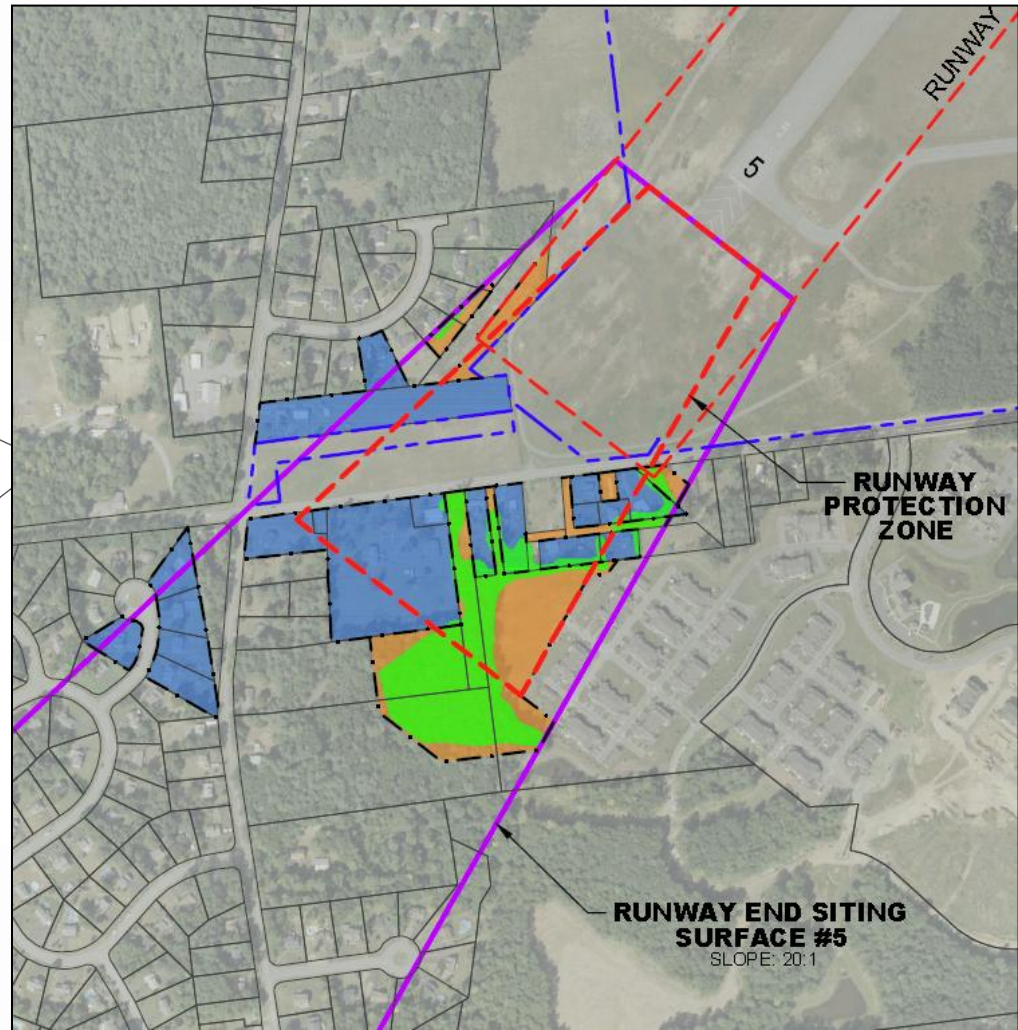 RUNWAY
5
RUNWAY
PROTECTION
ZONE
RUNWAY END SITING
SURFACE #5
SLOPE: 20:1